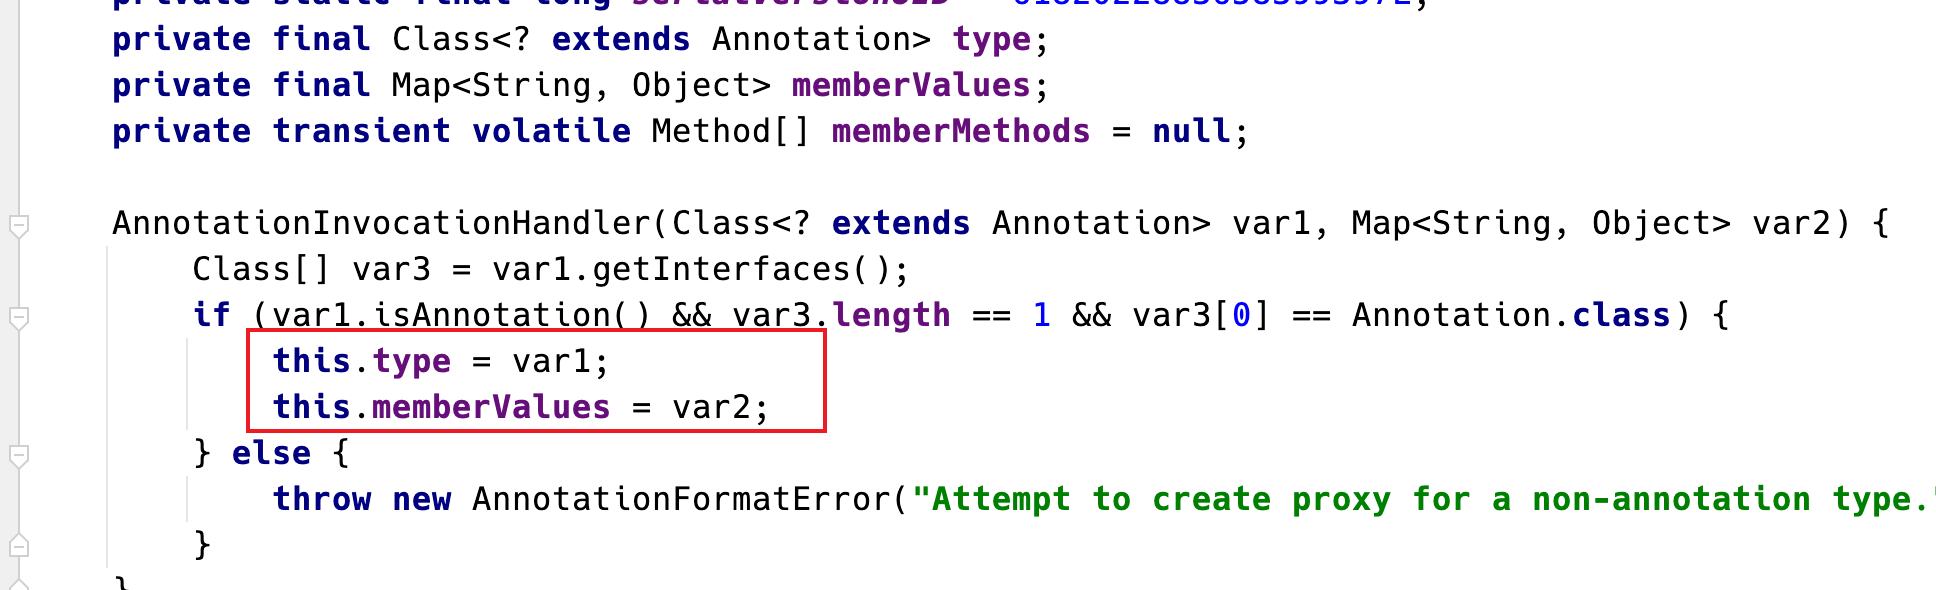 private static final long serialVersionUID = 6182022883658399397L;
private final Class<? extends Annotation> type;
private final Map<String, Object> memberValues;
private transient volatile Method[] memberMethods = null;
AnnotationInvocationHandler(Class<? extends Annotation> var1, Map<String, Object> var2) {
Class[] var3 = var1.getInterfaces();
if (var1.isAnnotation() && var3.length == 1 && var3[0] == Annotation.class) {
this.type = var1;
this.memberValues = var2;
} else {
throw new AnnotationFormatError("Attempt to create proxy for a non-annotation type."
}
}